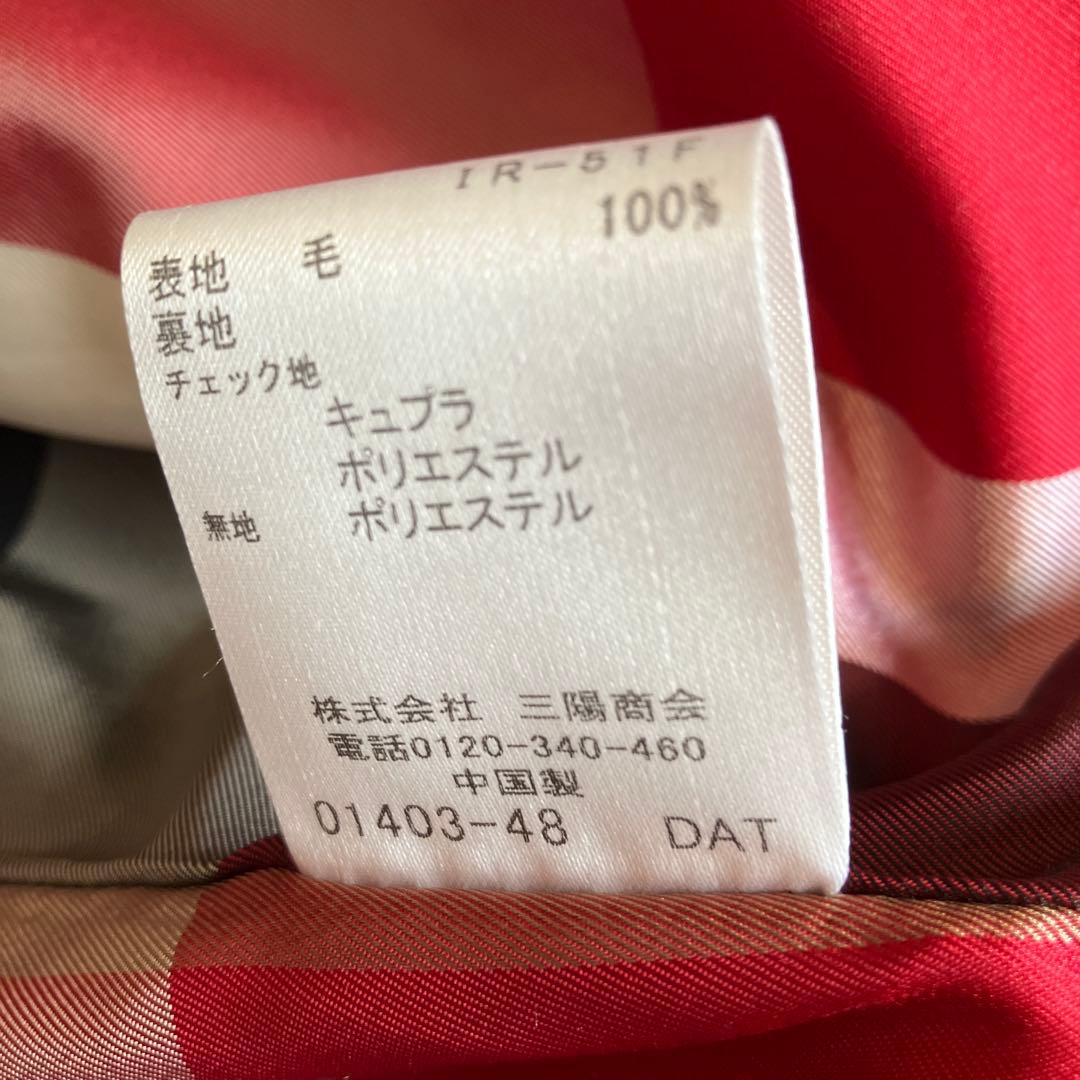 IR-51F
表地 毛 100%
裏地
チェック地
キュプラ
ポリエステル
無地 ポリエステル
株式会社 三陽商会
電話0120-340-460
中国製
01403-48 DAT